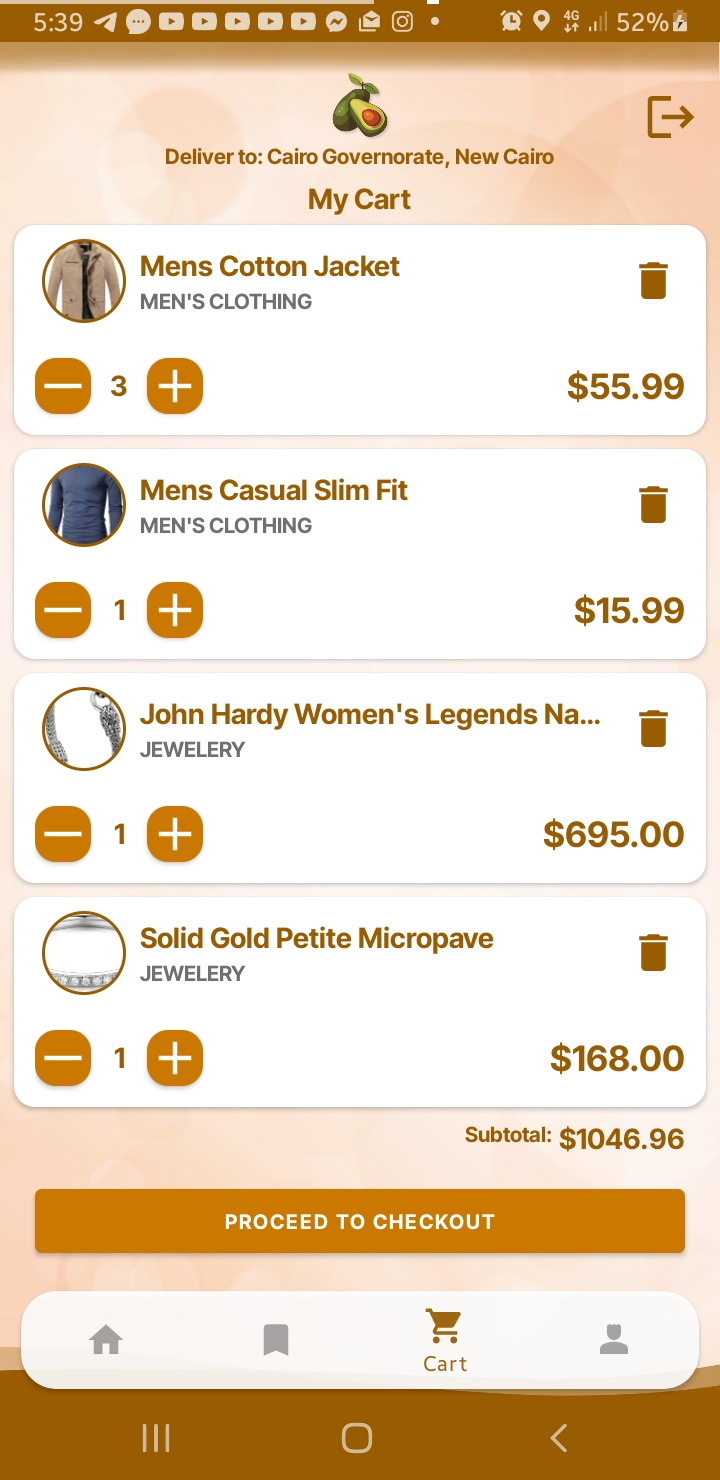 5:39
4G
52%
Deliver to: Cairo Governorate, New Cairo
My Cart
Mens Cotton Jacket
MEN'S CLOTHING
3
$55.99
Mens Casual Slim Fit
MEN'S CLOTHING
1
$15.99
John Hardy Women's Legends Na...
JEWELERY
1
$695.00
Solid Gold Petite Micropave
JEWELERY
1
$168.00
Subtotal: $1046.96
PROCEED TO CHECKOUT
Cart